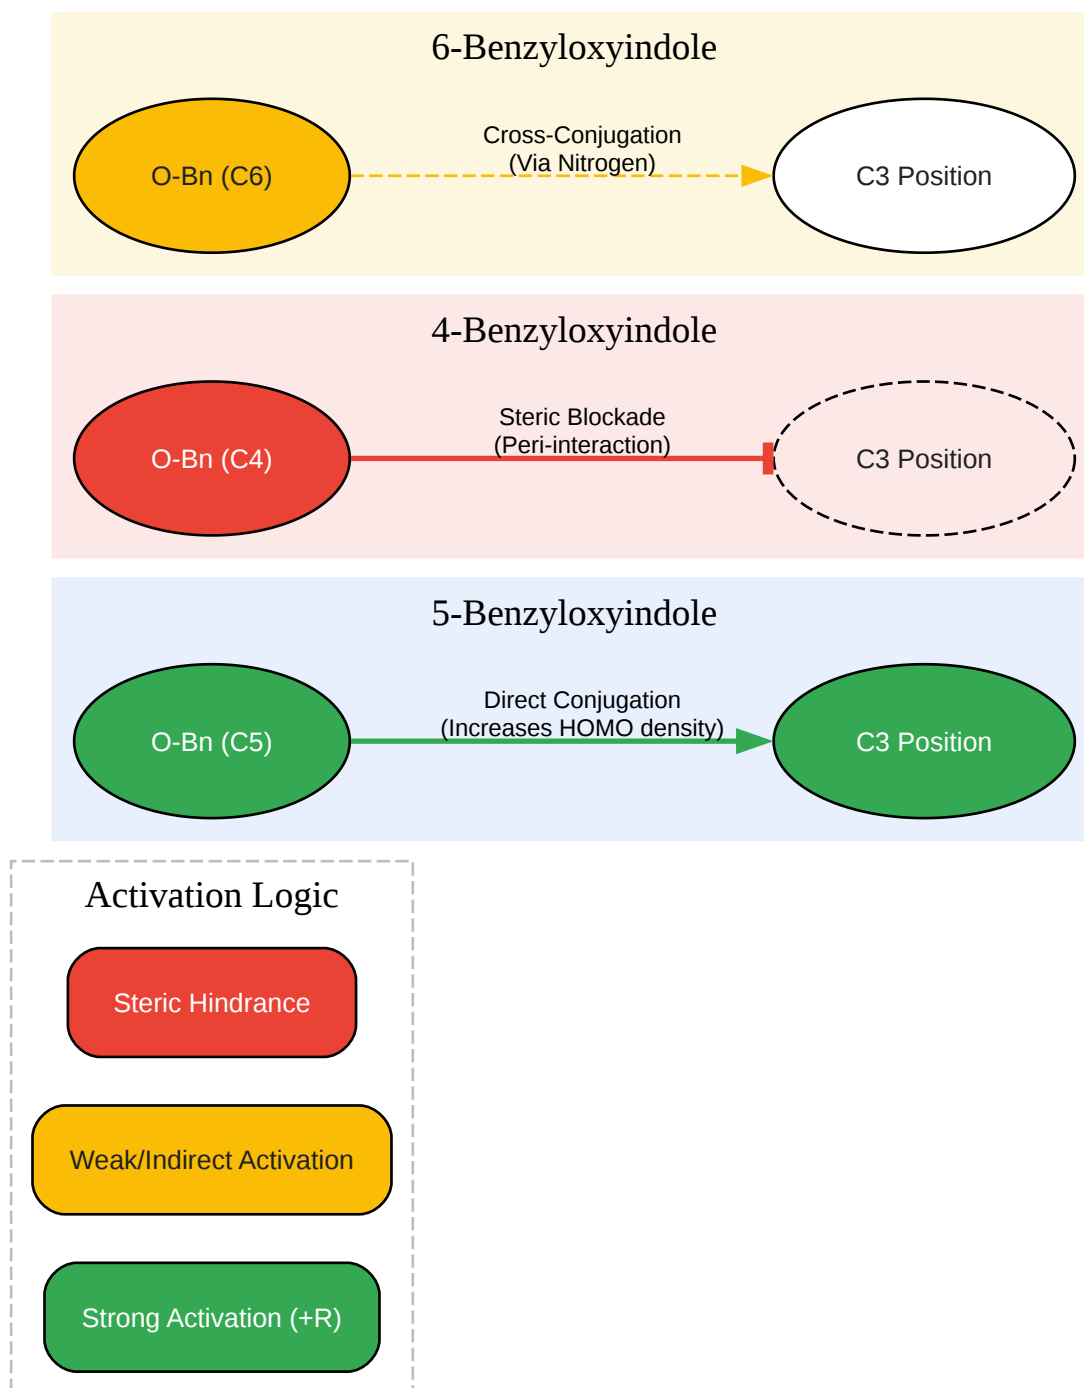 6-Benzyloxyindole
O-Bn (C6)
Cross-Conjugation
(Via Nitrogen)
C3 Position
4-Benzyloxyindole
O-Bn (C4)
Steric Blockade
(Peri-interaction)
C3 Position
5-Benzyloxyindole
O-Bn (C5)
Direct Conjugation
(Increases HOMO density)
C3 Position
Activation Logic
Steric Hindrance
Weak/Indirect Activation
Strong Activation (+R)